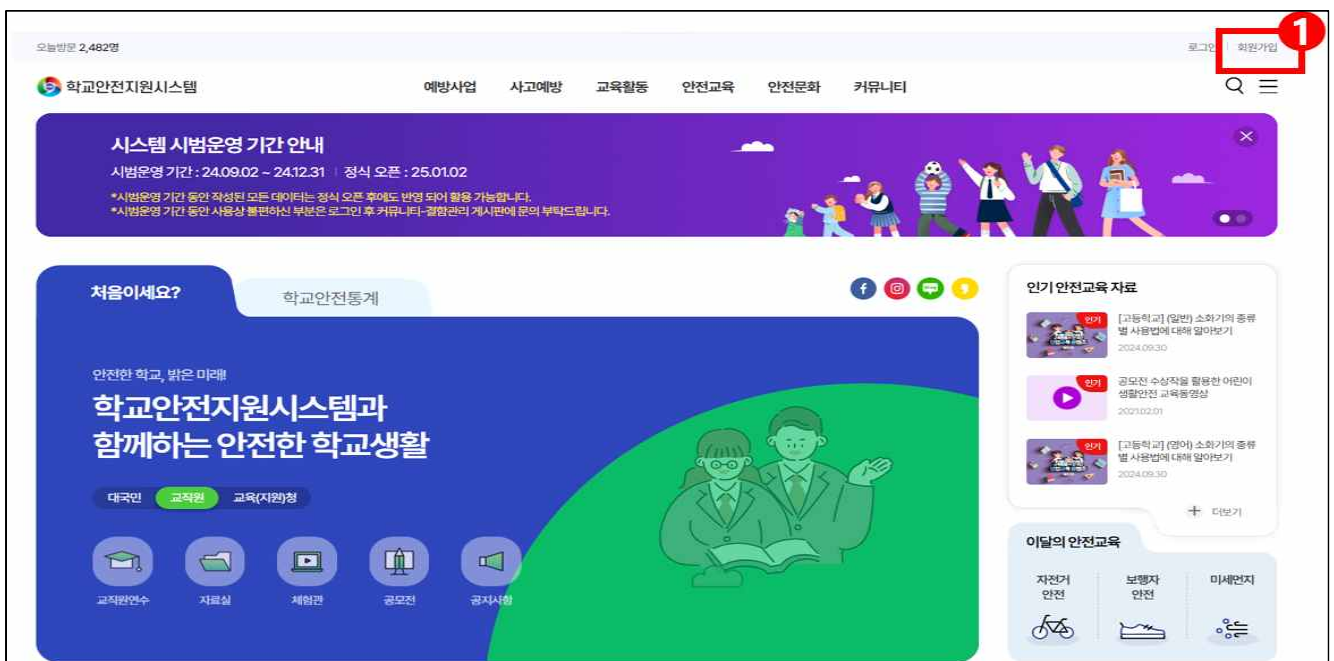 1
오늘방문 2,482명
로그인 회원가입
학교안전지원시스템 예방사업 사고예방 교육활동 안전교육 안전문화 커뮤니티
시스템 시범운영 기간 안내
시범운영 기간 : 24.09.02 ~ 24.12.31 | 정식 오픈 : 25.01.02
*시범운영 기간 동안 작성된 모든 데이터는 정식 오픈 후에도 반영 되어 활용 가능합니다.
*시범운영 기간 동안 사용상 불편하신 부분은 로그인 후 커뮤니티-결함관리 게시판에 문의 부탁드립니다.
처음이세요? 학교안전통계
안전한 학교, 밝은 미래!
학교안전지원시스템과
함께하는 안전한 학교생활
대국민 교직원 교육(지원)청
교직원연수 자료실 체험관 공모전 공지사항
인기 안전교육 자료
인기
[고등학교] (일반) 소화기의 종류
별 사용법에 대해 알아보기
2024.09.30
인기
공모전 수상작을 활용한 어린이
생활안전 교육동영상
2021.02.01
인기
[고등학교] (영어) 소화기의 종류
별 사용법에 대해 알아보기
2024.09.30
더보기
이달의 안전교육
자전거
안전
보행자
안전
미세먼지